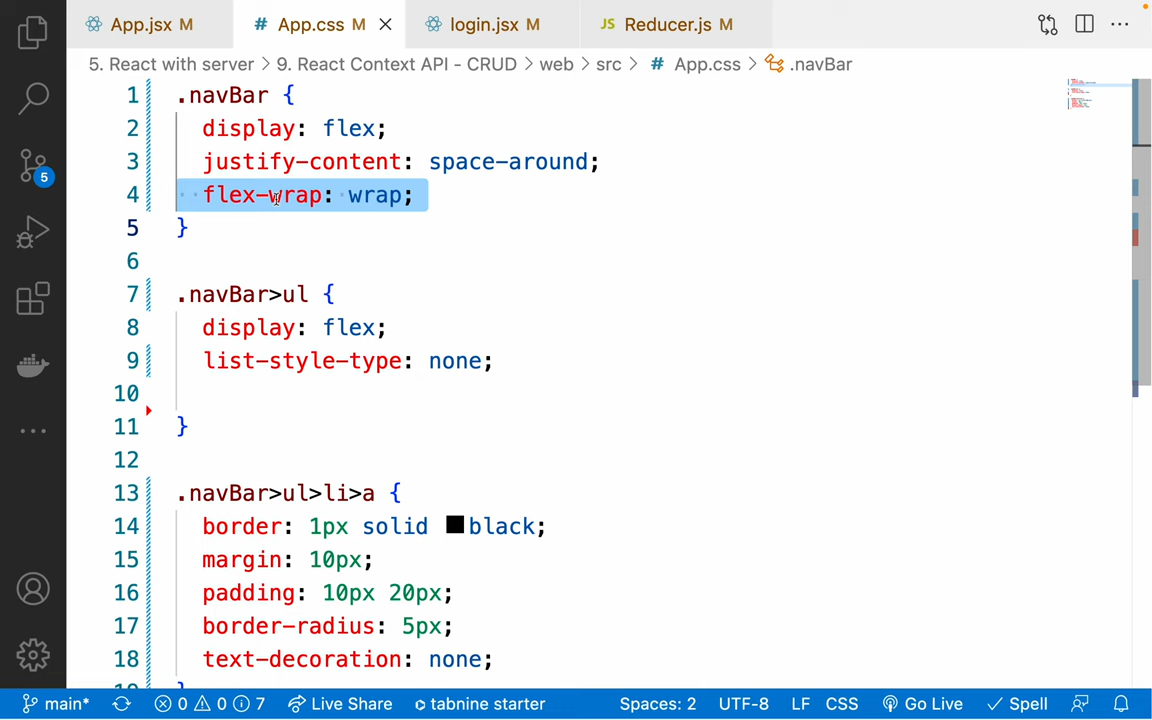 App.jsx M
# App.css M
login.jsx M
JS Reducer.js M
5. React with server > 9. React Context API - CRUD > web > src > # App.css > .navBar
1 .navBar {
2 display: flex;
3 justify-content: space-around;
4 flex-wrap: wrap;
5 }
6
7 .navBar>ul {
8 display: flex;
9 list-style-type: none;
10
11 }
12
13 .navBar>ul>li>a {
14 border: 1px solid black;
15 margin: 10px;
16 padding: 10px 20px;
17 border-radius: 5px;
18 text-decoration: none;
5
main* 0 0 7 Live Share tabnine starter Spaces: 2 UTF-8 LF CSS Go Live Spell